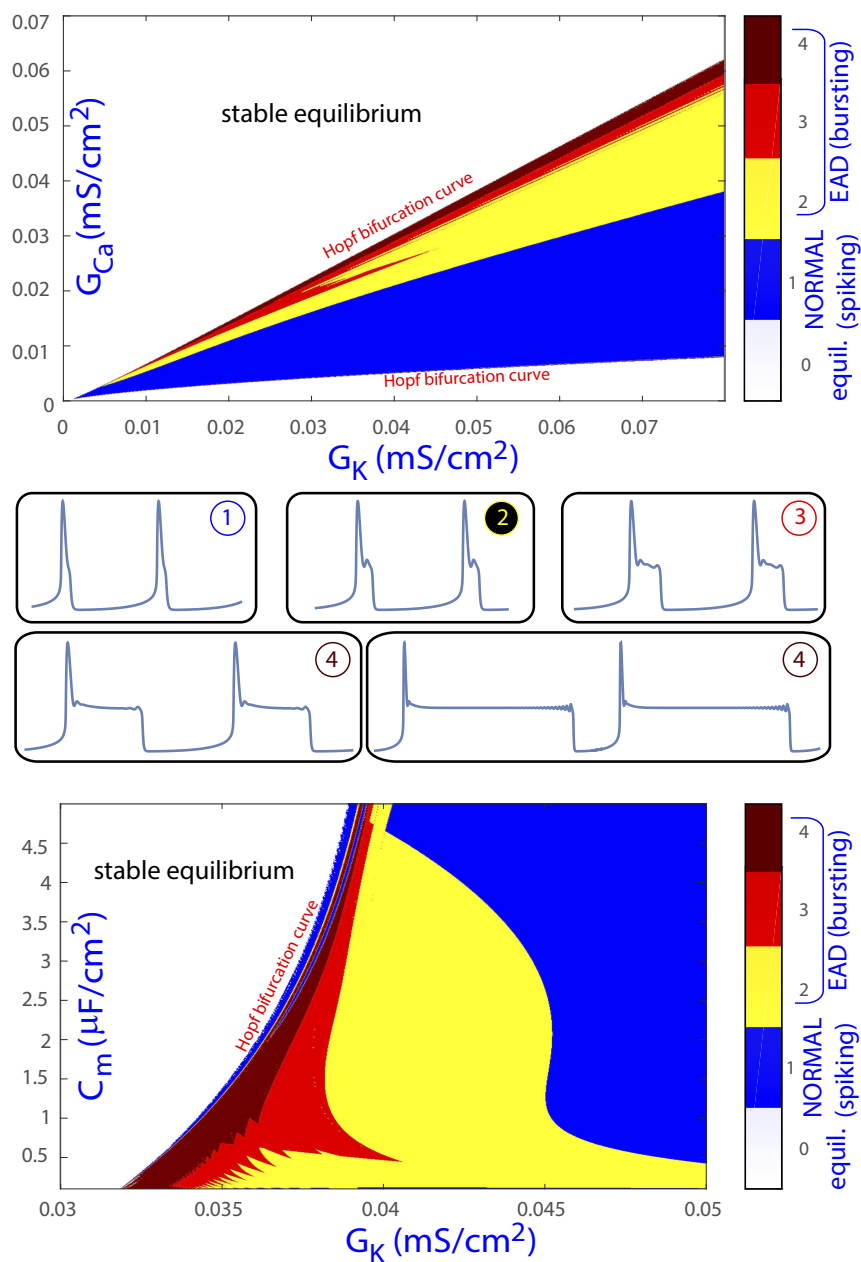 0.07
0.06
0.05
0.04
0.03
0.02
0.01
0
G_Ca (mS/cm²)
stable equilibrium
Hopf bifurcation curve
Hopf bifurcation curve
0 0.01 0.02 0.03 0.04 0.05 0.06 0.07
G_K (mS/cm²)
4
3
2
1
0
EAD (bursting)
NORMAL (spiking)
equil.
1
2
3
4
4
4.5
4
3.5
3
2.5
2
1.5
1
0.5
C_m (µF/cm²)
stable equilibrium
Hopf bifurcation curve
0.03 0.035 0.04 0.045 0.05
G_K (mS/cm²)
4
3
2
1
0
EAD (bursting)
NORMAL (spiking)
equil.